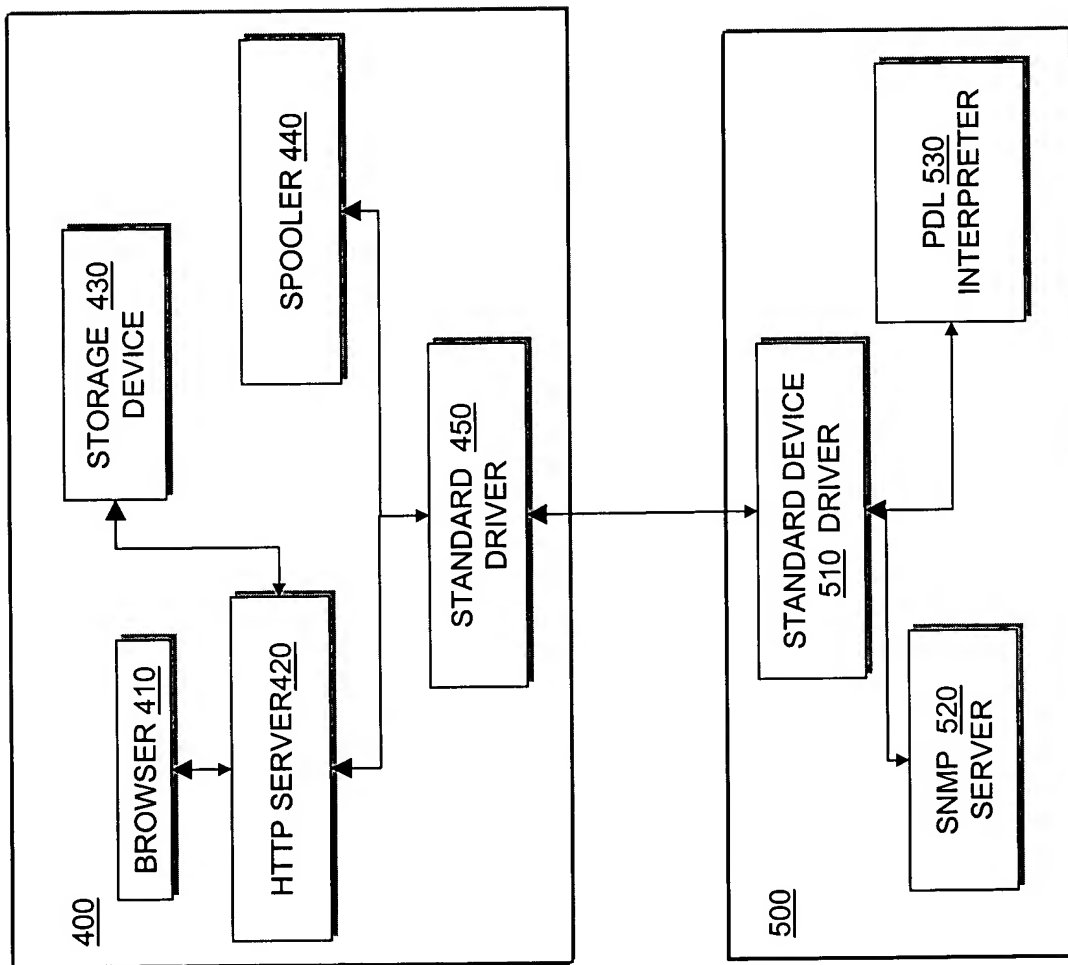 400
BROWSER 410
HTTP SERVER420
STORAGE 430
DEVICE
SPOOLER 440
STANDARD 450
DRIVER
500
STANDARD DEVICE
510 DRIVER
SNMP 520
SERVER
PDL 530
INTERPRETER